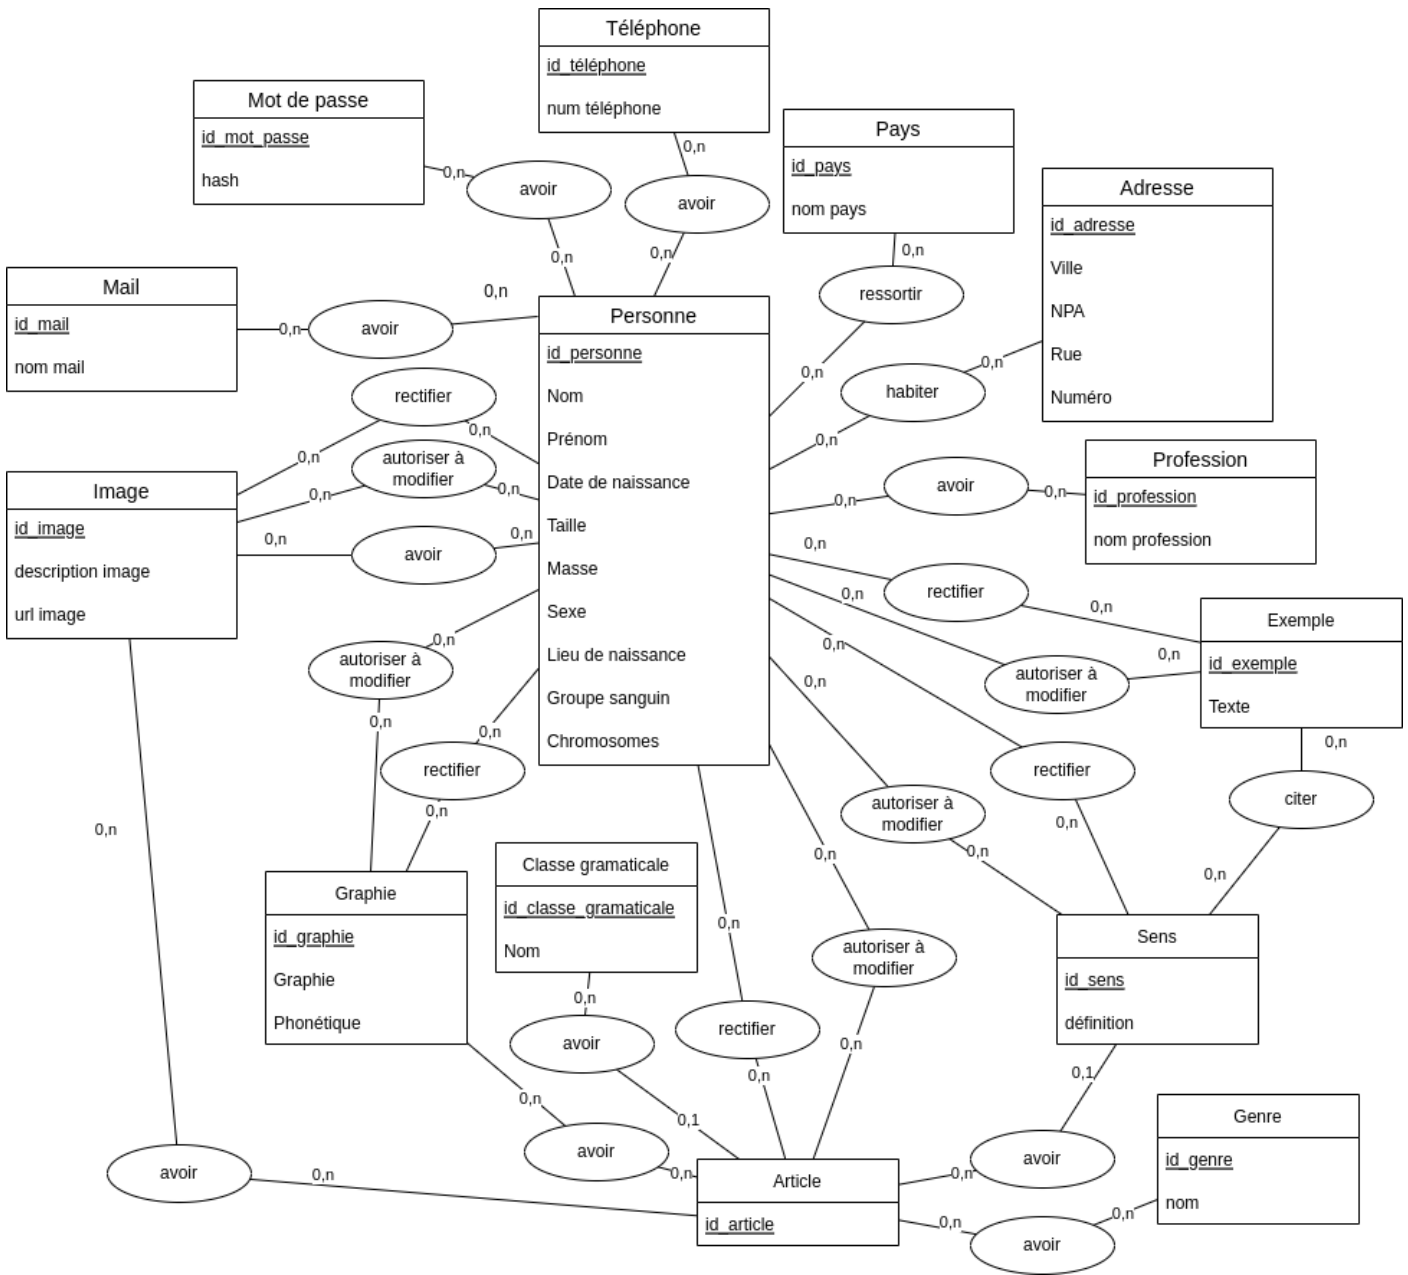 Téléphone
id_téléphone
num téléphone
Mot de passe
id_mot_passe
hash
Pays
id_pays
nom pays
Adresse
id_adresse
Ville
NPA
Rue
Numéro
0,n
0,n
avoir
avoir
0,n
0,n
0,n
ressortir
0,n
Mail
id_mail
nom mail
0,n
avoir
0,n
Personne
id_personne
Nom
Prénom
Date de naissance
Taille
Masse
Sexe
Lieu de naissance
Groupe sanguin
Chromosomes
0,n
habiter
0,n
rectifier
0,n
0,n
autoriser à
modifier
0,n
0,n
Image
id_image
description image
url image
0,n
avoir
0,n
Profession
id_profession
nom profession
0,n
avoir
0,n
0,n
rectifier
0,n
Exemple
id_exemple
Texte
0,n
autoriser à
modifier
0,n
0,n
autoriser à
modifier
0,n
0,n
rectifier
0,n
0,n
rectifier
0,n
0,n
autoriser à
modifier
0,n
0,n
citer
0,n
0,n
Graphie
id_graphie
Graphie
Phonétique
Classe gramaticale
id_classe_gramaticale
Nom
0,n
avoir
0,1
0,n
rectifier
0,n
0,n
autoriser à
modifier
0,n
Sens
id_sens
définition
0,1
avoir
0,n
0,n
avoir
0,n
Genre
id_genre
nom
0,n
avoir
0,n
avoir
0,n
Article
id_article